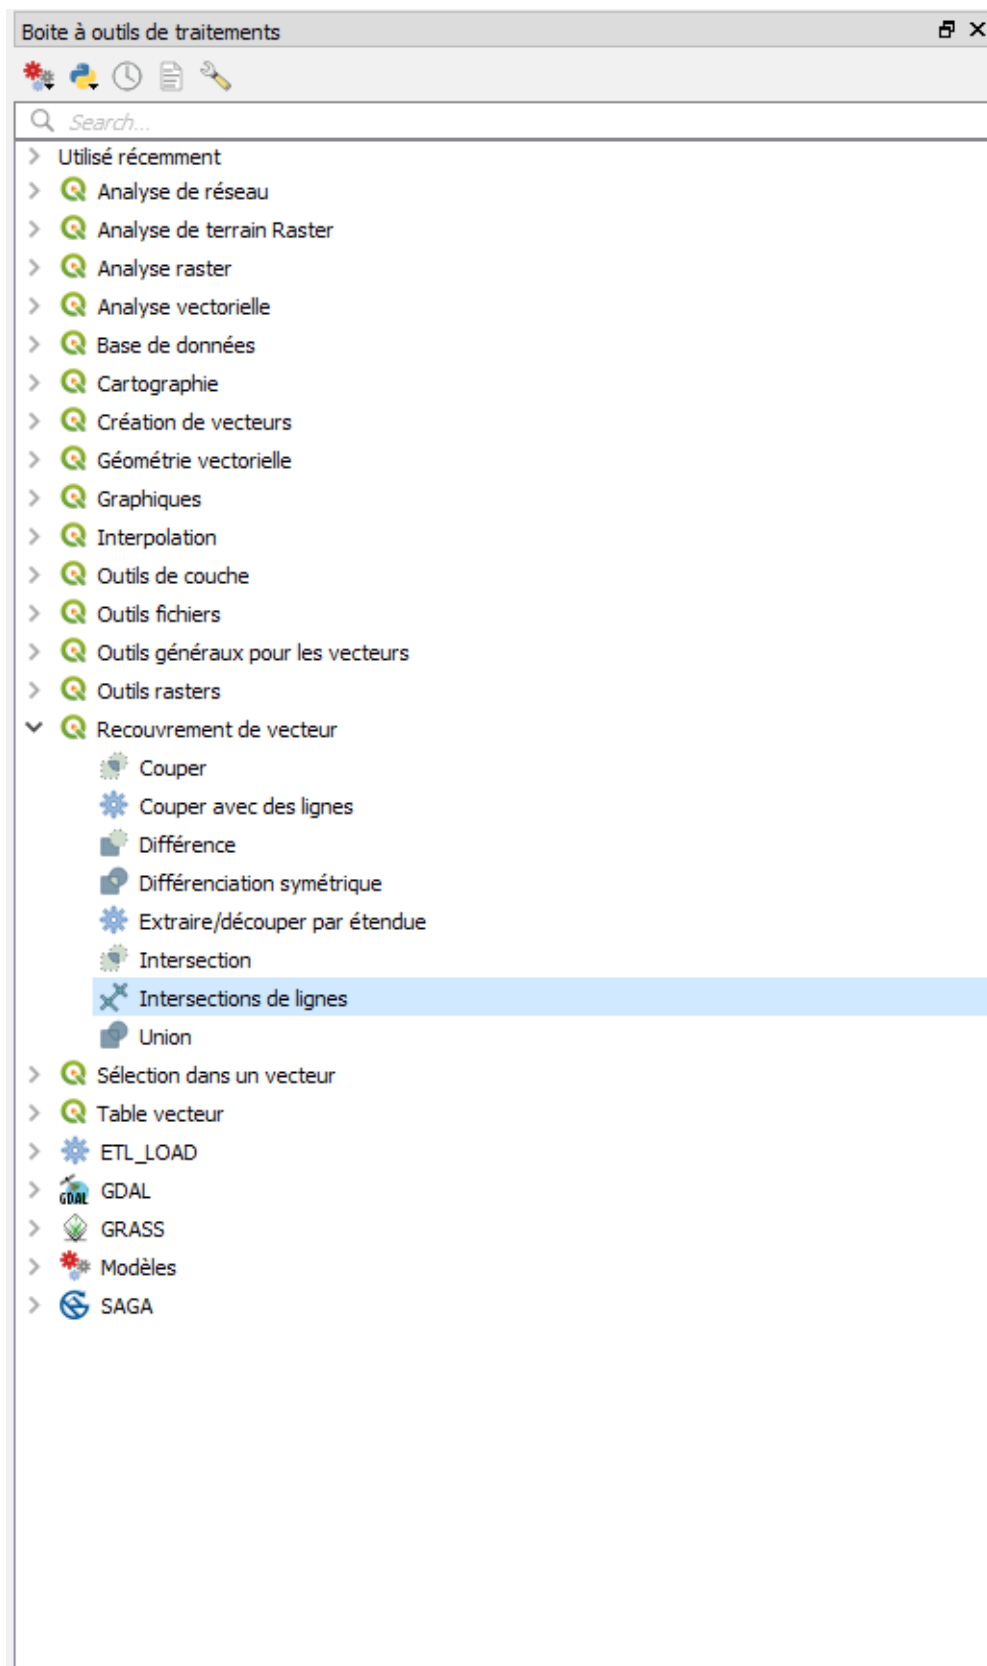 Boite à outils de traitements
Search...
Utilisé récemment
Analyse de réseau
Analyse de terrain Raster
Analyse raster
Analyse vectorielle
Base de données
Cartographie
Création de vecteurs
Géométrie vectorielle
Graphiques
Interpolation
Outils de couche
Outils fichiers
Outils généraux pour les vecteurs
Outils rasters
Recouvrement de vecteur
Couper
Couper avec des lignes
Différence
Différenciation symétrique
Extraire/découper par étendue
Intersection
Intersections de lignes
Union
Sélection dans un vecteur
Table vecteur
ETL_LOAD
GDAL GDAL
GRASS
Modèles
SAGA